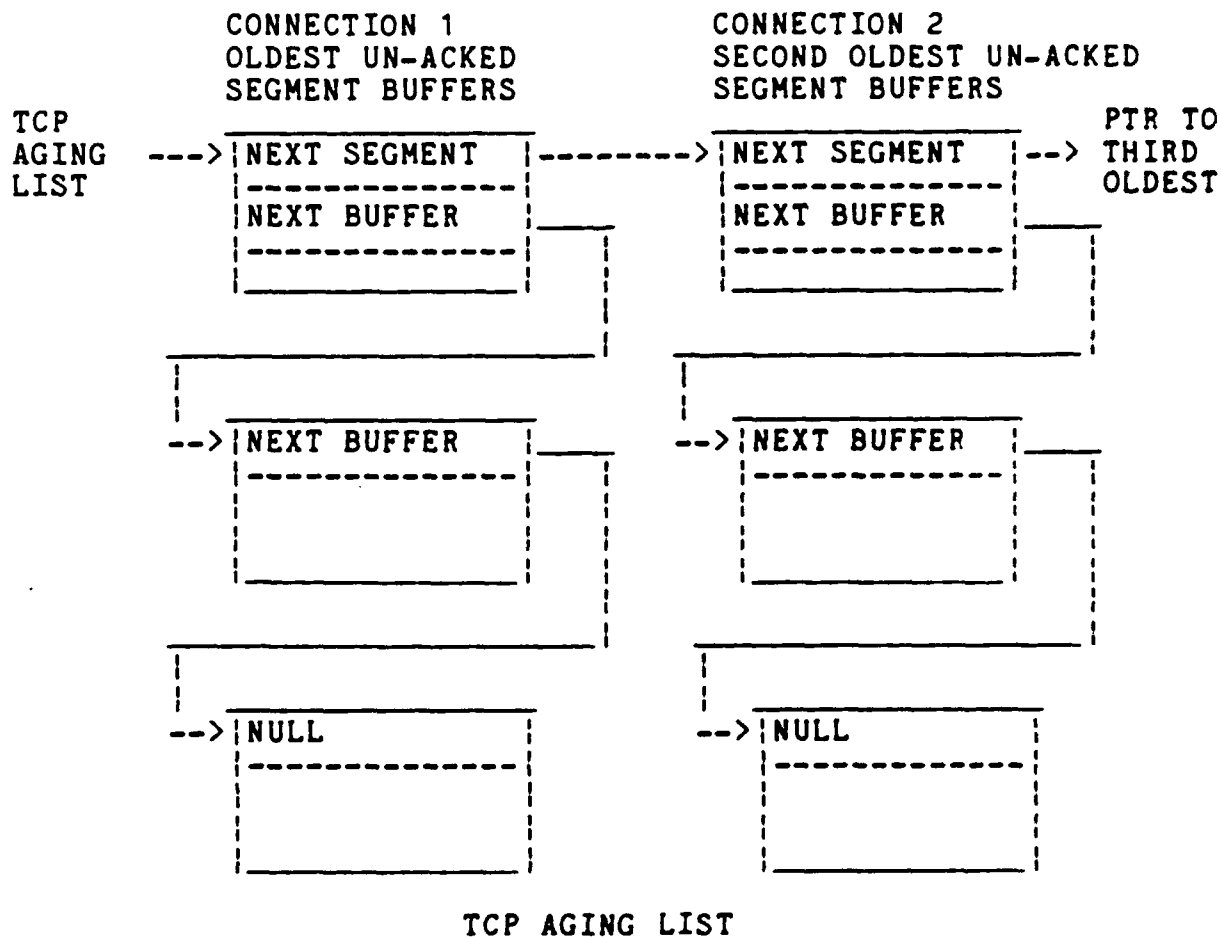 CONNECTION 1
OLDEST UN-ACKED
SEGMENT BUFFERS
CONNECTION 2
SECOND OLDEST UN-ACKED
SEGMENT BUFFERS
TCP
AGING
LIST
NEXT SEGMENT
NEXT BUFFER
NEXT SEGMENT
NEXT BUFFER
PTR TO
THIRD
OLDEST
NEXT BUFFER
NEXT BUFFER
NULL
NULL
TCP AGING LIST